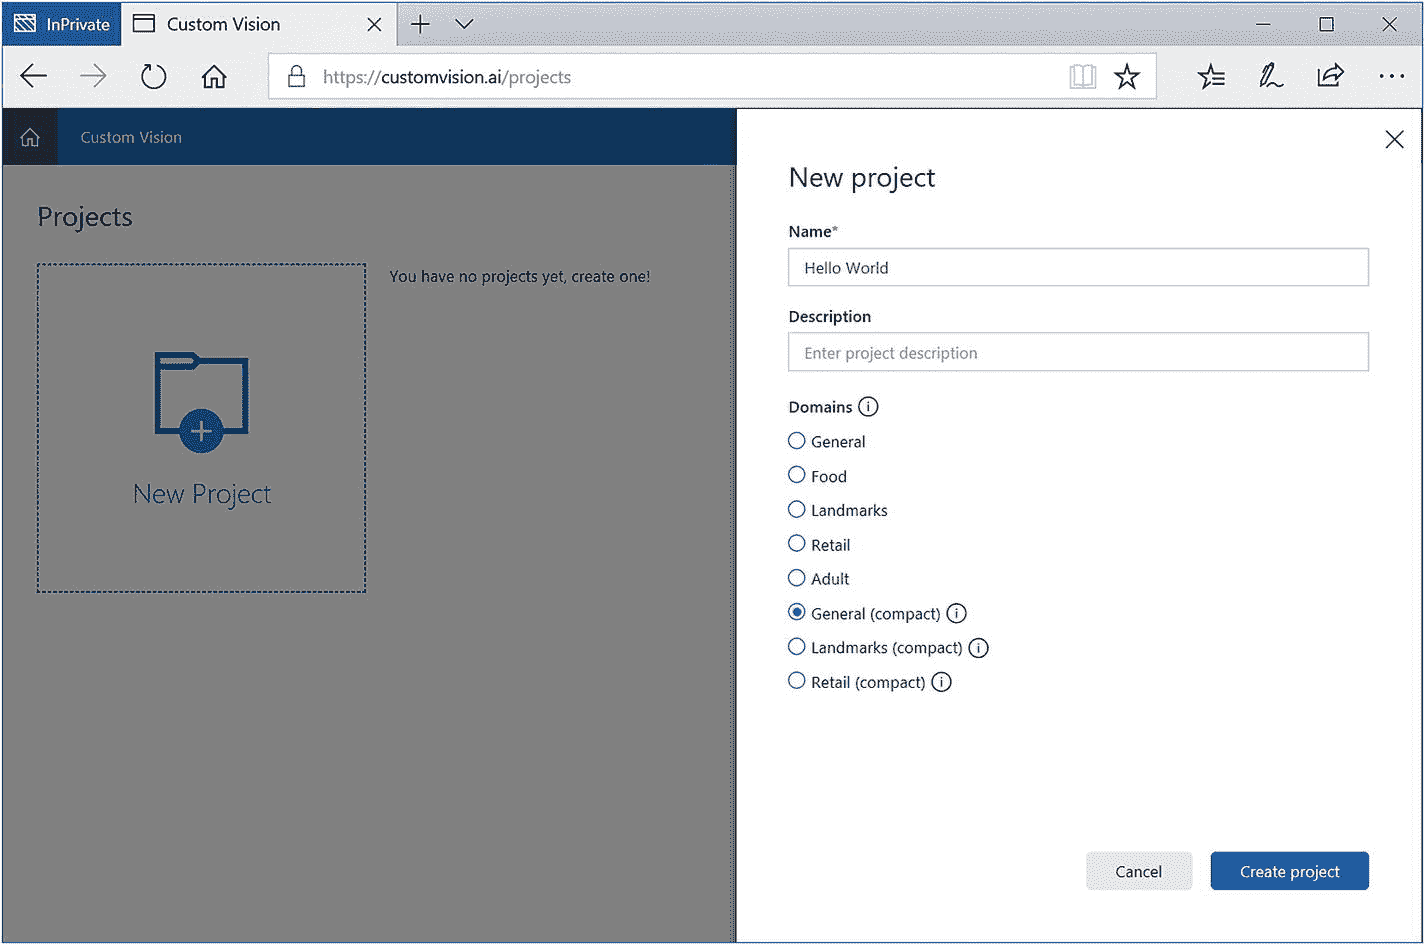 InPrivate
Custom Vision
https://customvision.ai/projects
Custom Vision
Projects
You have no projects yet, create one!
New Project
New project
Name*
Hello World
Description
Enter project description
Domains
General
Food
Landmarks
Retail
Adult
General (compact)
Landmarks (compact)
Retail (compact)
Cancel
Create project